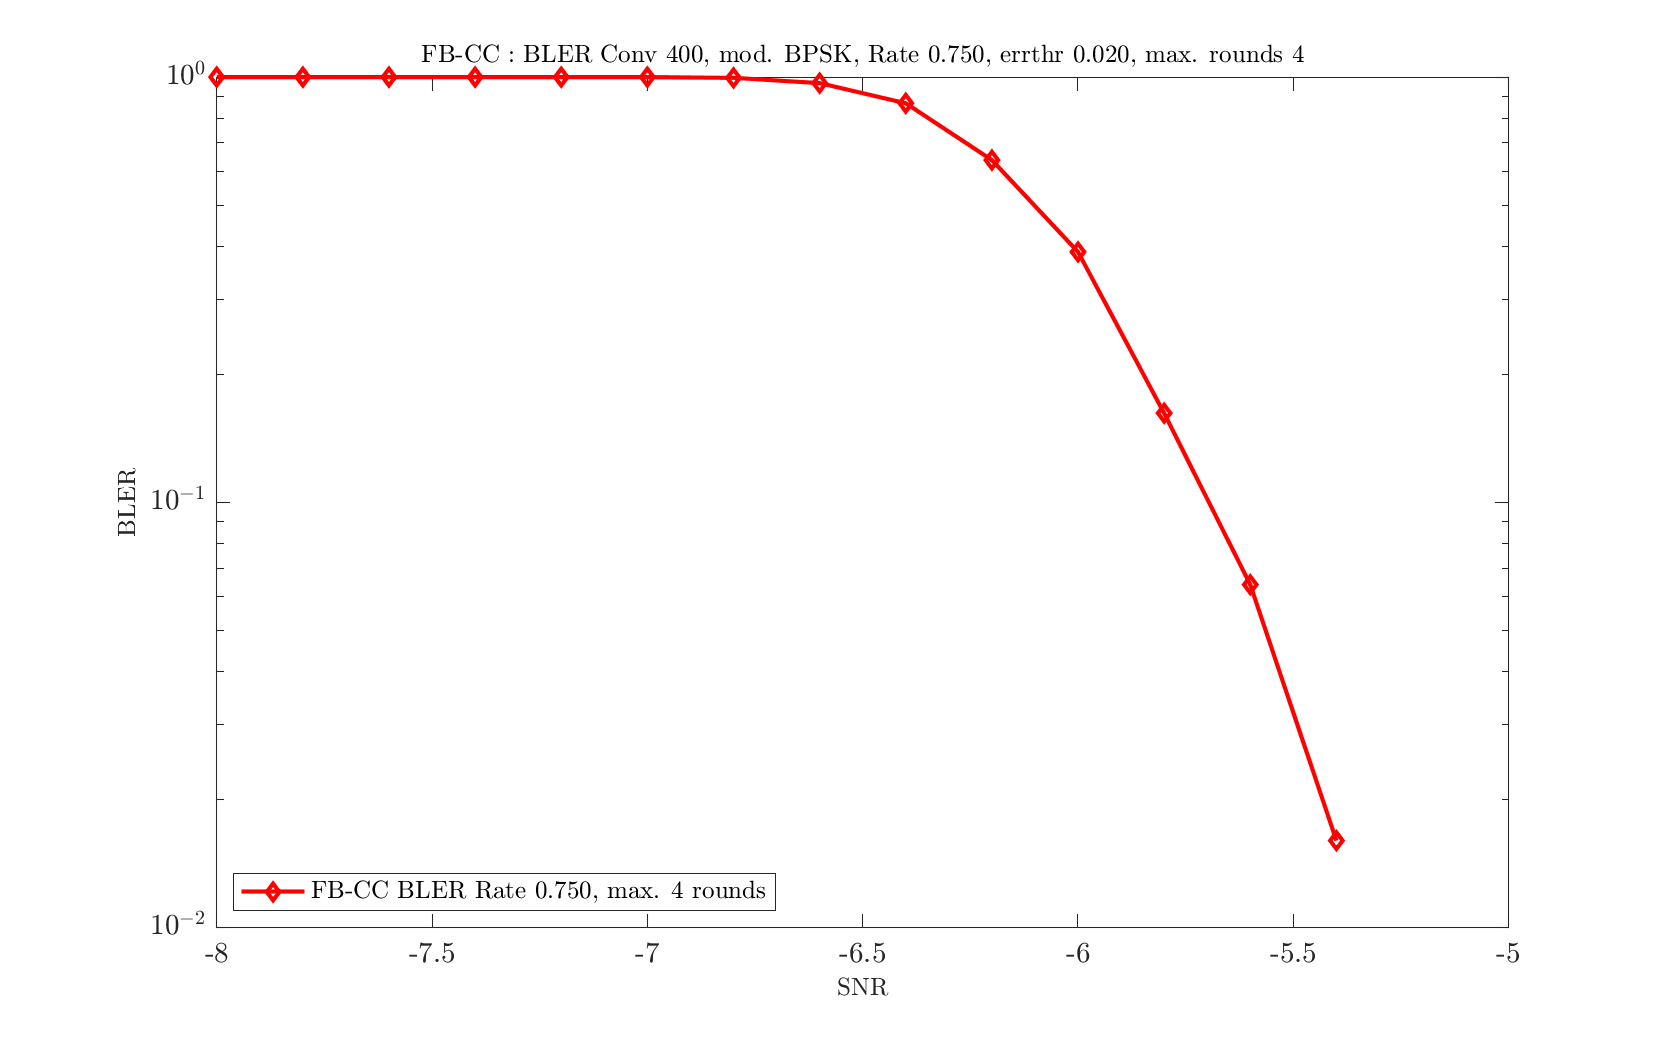 FB-CC : BLER Conv 400, mod. BPSK, Rate 0.750, errthr 0.020, max. rounds 4
10^0
10^{-1}
10^{-2}
BLER
FB-CC BLER Rate 0.750, max. 4 rounds
-8 -7.5 -7 -6.5 -6 -5.5 -5
SNR